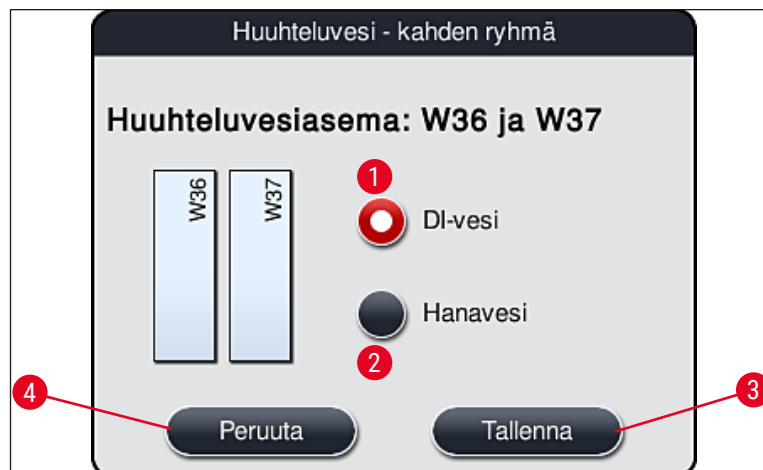 Huuhteluvesi - kahden ryhmä
Huuhteluvesiasema: W36 ja W37
W36
W37
1
DI-vesi
Hanavesi
2
4
Peruuta
Tallenna
3